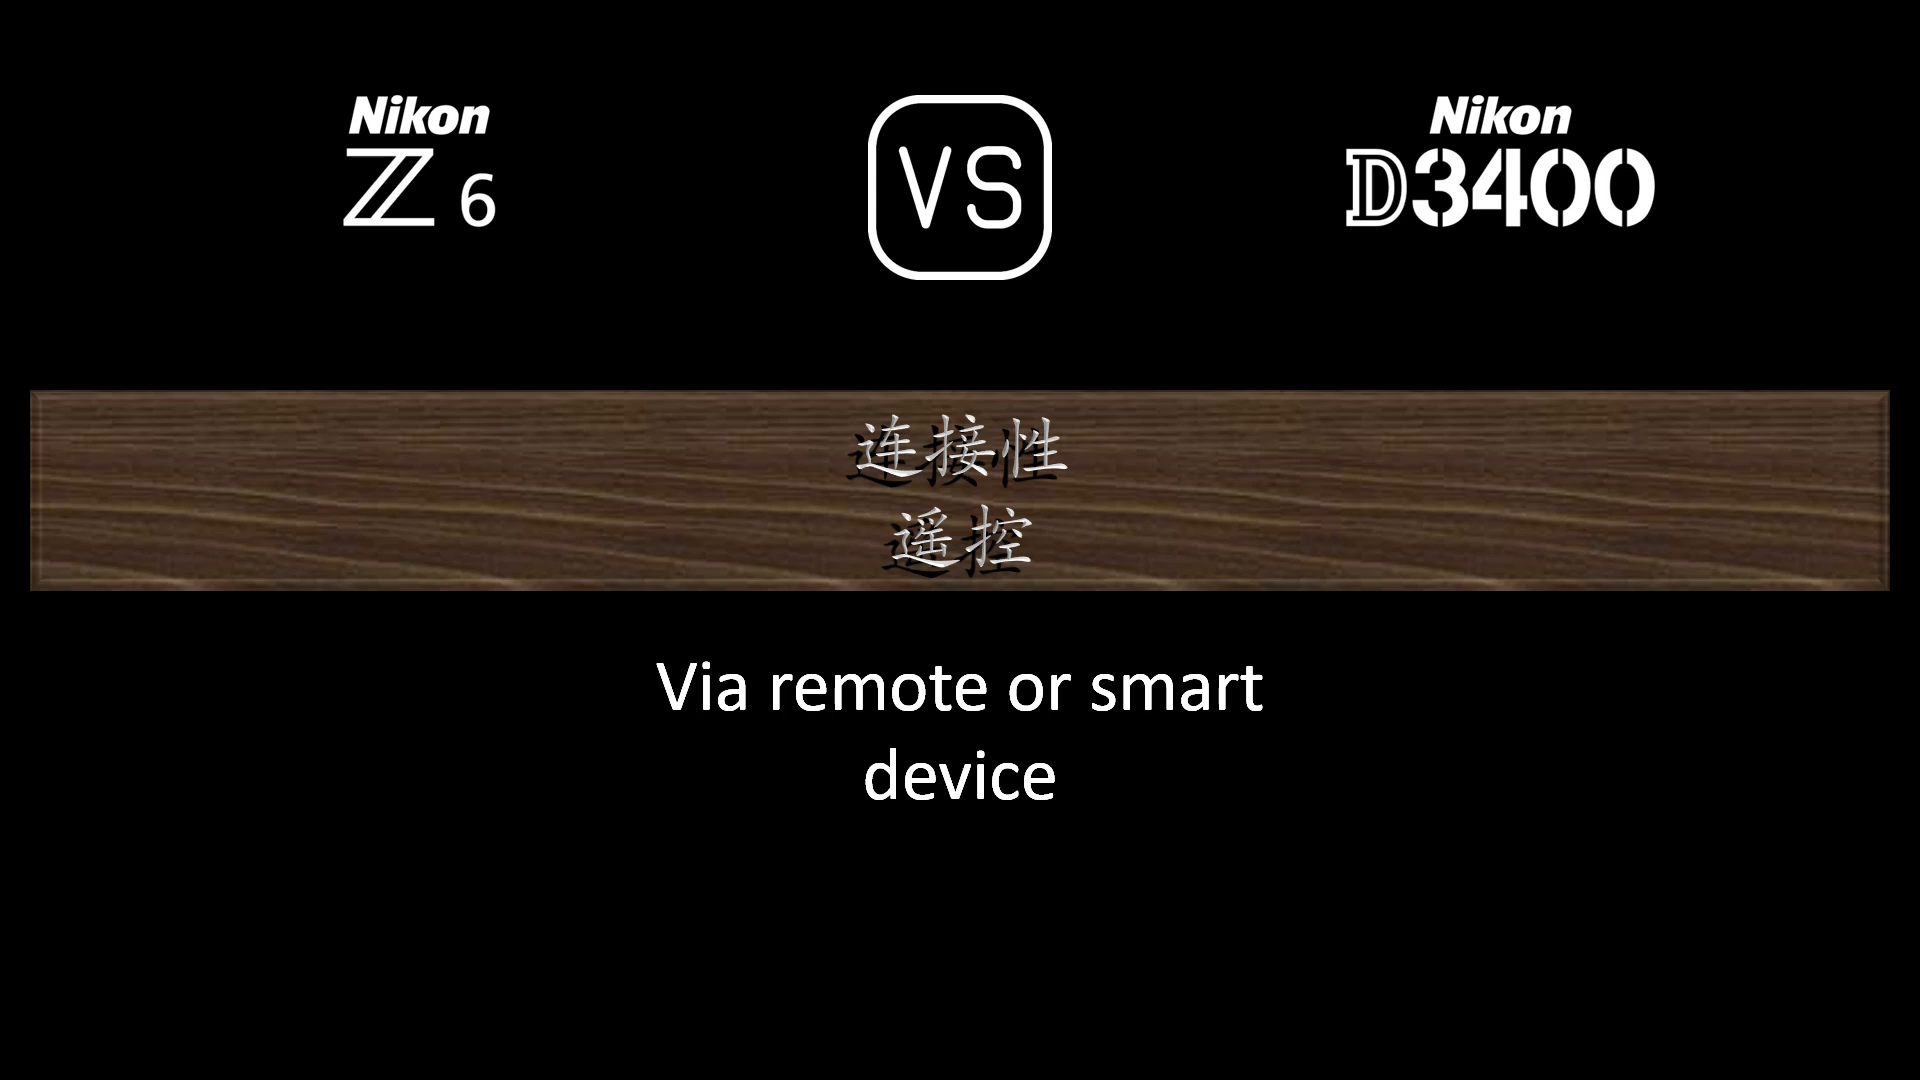 Nikon
Z 6
VS
Nikon
D3400
连接性
遥控
Via remote or smart
device